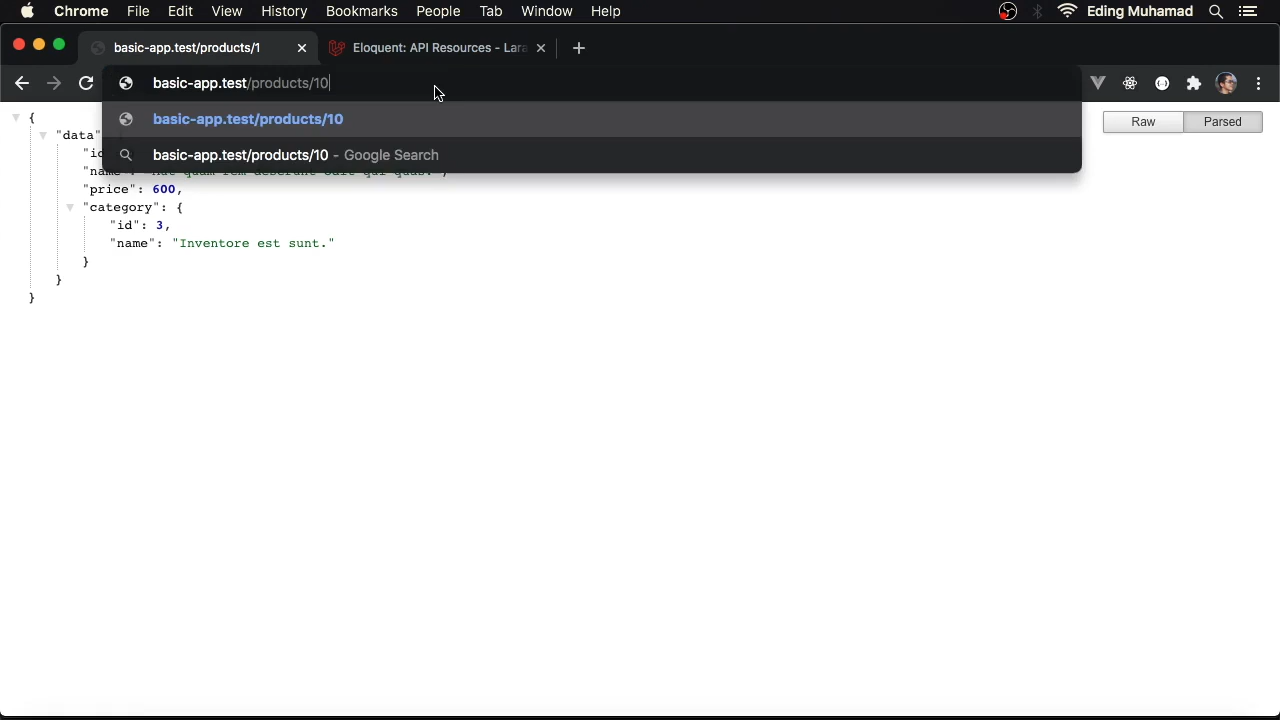 Chrome File Edit View History Bookmarks People Tab Window Help Eding Muhamad
basic-app.test/products/1 Eloquent: API Resources - Lara
basic-app.test/products/10
basic-app.test/products/10
basic-app.test/products/10 - Google Search
Raw Parsed
{
"data"
"id
"name"
"price": 600,
"category": {
"id": 3,
"name": "Inventore est sunt."
}
}
}